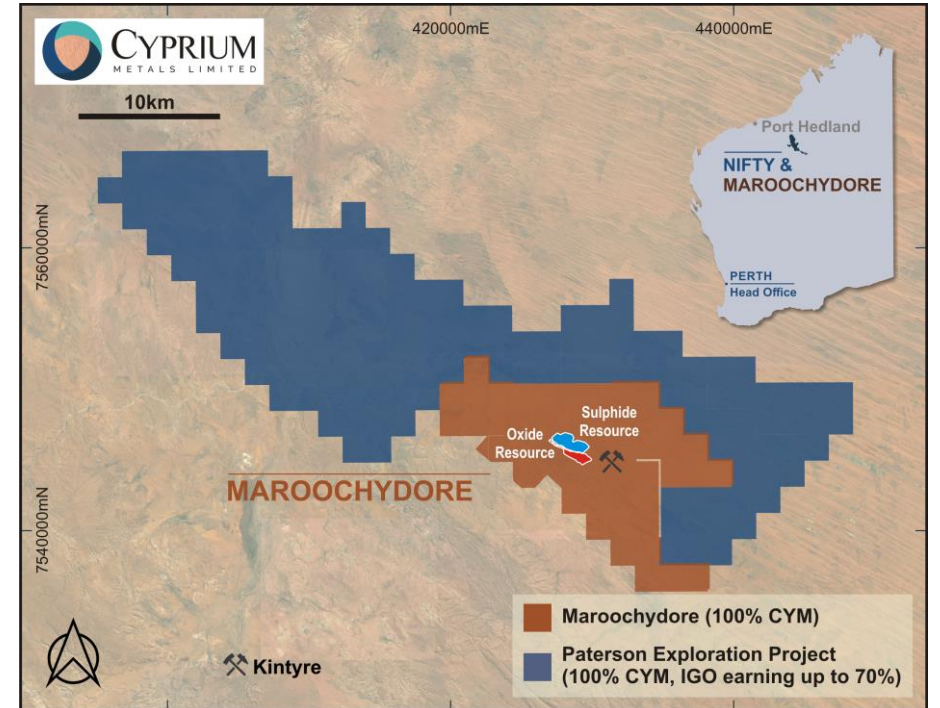 CYPRIUM
METALS LIMITED
10km
420000mE
440000mE
Port Hedland
NIFTY &
MAROOCHYDORE
PERTH
Head Office
7560000mN
7540000mN
Sulphide
Resource
Oxide
Resource
MAROOCHYDORE
Kintyre
Maroochydore (100% CYM)
Paterson Exploration Project
(100% CYM, IGO earning up to 70%)